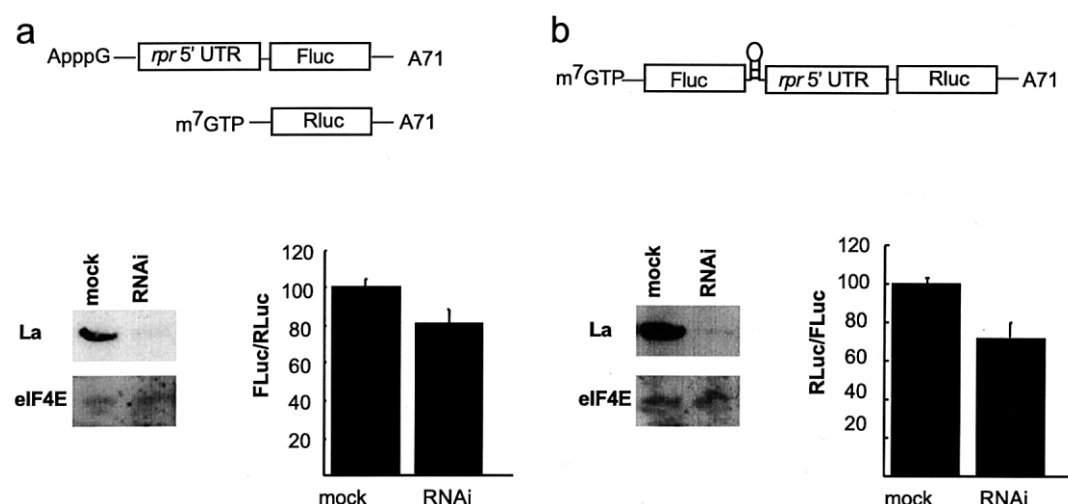 a
ApppG
rpr 5' UTR
Fluc
A71
m7GTP
Rluc
A71
mock
RNAi
La
eIF4E
FLuc/RLuc
120
100
80
60
40
20
mock
RNAi
b
m7GTP
Fluc
rpr 5' UTR
Rluc
A71
mock
RNAi
La
eIF4E
RLuc/FLuc
120
100
80
60
40
20
mock
RNAi